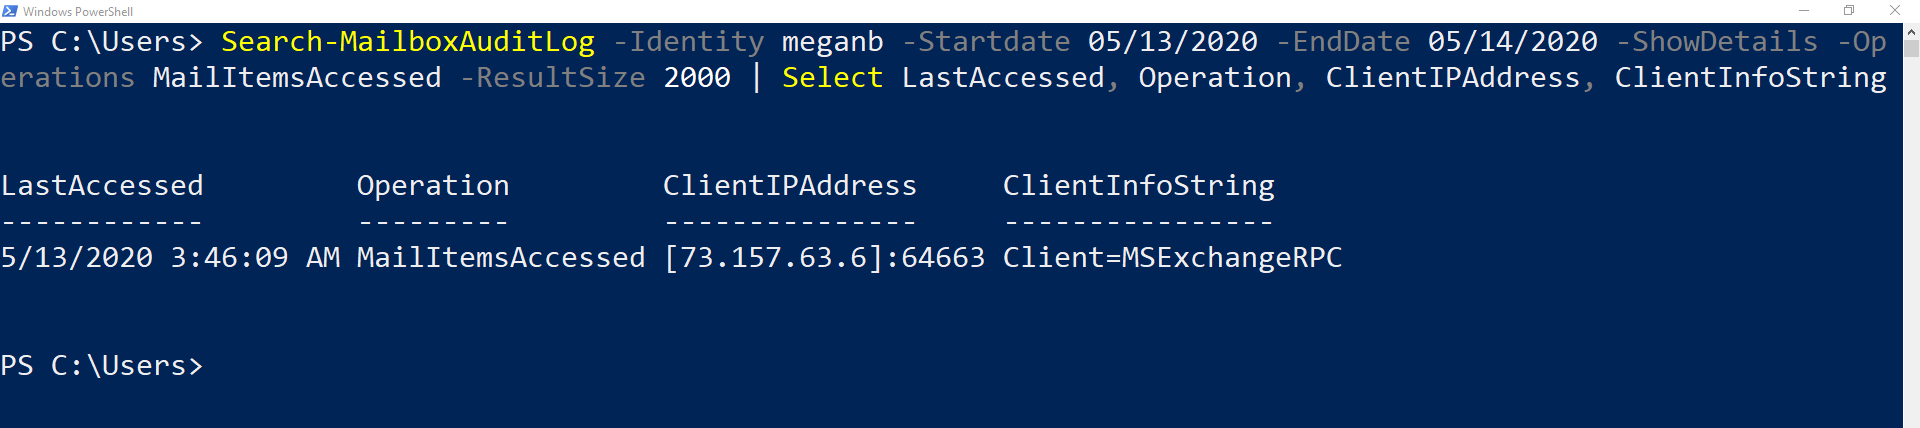 Windows PowerShell
PS C:\Users> Search-MailboxAuditLog -Identity meganb -Startdate 05/13/2020 -EndDate 05/14/2020 -ShowDetails -Op
erations MailItemsAccessed -ResultSize 2000 | Select LastAccessed, Operation, ClientIPAddress, ClientInfoString
LastAccessed         Operation         ClientIPAddress     ClientInfoString
------------         ---------         ---------------     ----------------
5/13/2020 3:46:09 AM MailItemsAccessed [73.157.63.6]:64663 Client=MSExchangeRPC
PS C:\Users>